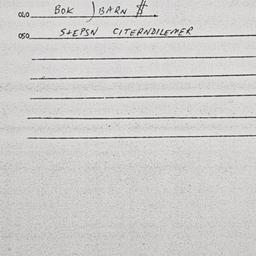 040 BOK ) BARN #
050 STEPSN CITERNDILEMER